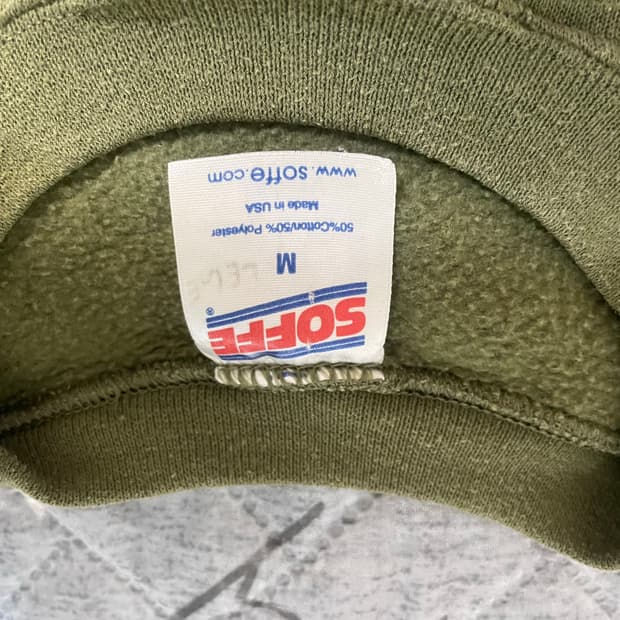 SOFFE®
M
50%Cotton/50% Polyester
Made in USA
www.soffe.com